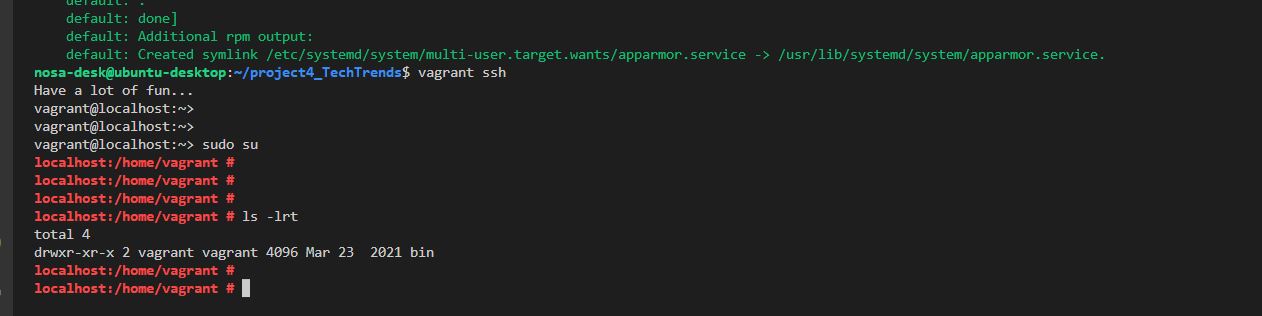 default: .
default: done]
default: Additional rpm output:
default: Created symlink /etc/systemd/system/multi-user.target.wants/apparmor.service -> /usr/lib/systemd/system/apparmor.service.
nosa-desk@ubuntu-desktop:~/project4_TechTrends$ vagrant ssh
Have a lot of fun...
vagrant@localhost:~>
vagrant@localhost:~>
vagrant@localhost:~> sudo su
localhost:/home/vagrant #
localhost:/home/vagrant #
localhost:/home/vagrant #
localhost:/home/vagrant # ls -lrt
total 4
drwxr-xr-x 2 vagrant vagrant 4096 Mar 23  2021 bin
localhost:/home/vagrant #
localhost:/home/vagrant #